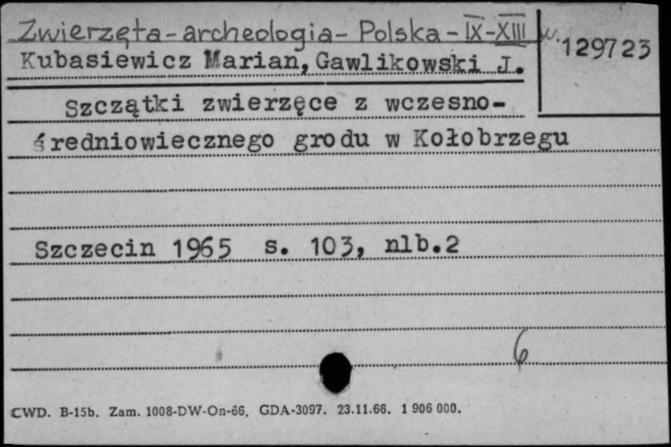 Zwierzęta-archeologia-Polska-IX-XIII w.
129723
Kubasiewicz Marian, Gawlikowski J.
Szczątki zwierzęce z wczesno-
średniowiecznego grodu w Kołobrzegu
Szczecin 1965 s. 103, nlb.2
6
CWD. B-15b. Zam. 1008-DW-On-66. GDA-3097. 23.11.66. 1 906 000.